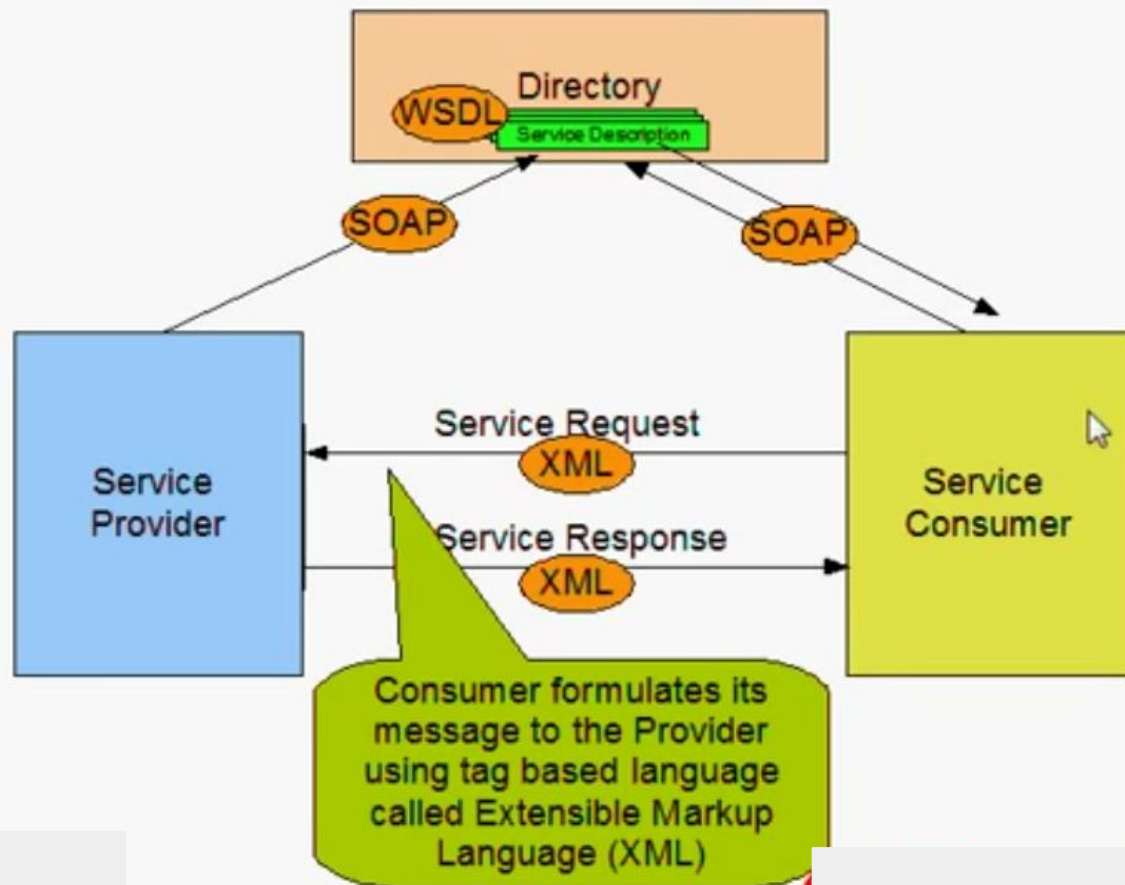 Directory
WSDL
Service Description
SOAP
SOAP
Service Request
XML
Service
Provider
Service
Consumer
Service Response
XML
Consumer formulates its
message to the Provider
using tag based language
called Extensible Markup
Language (XML)